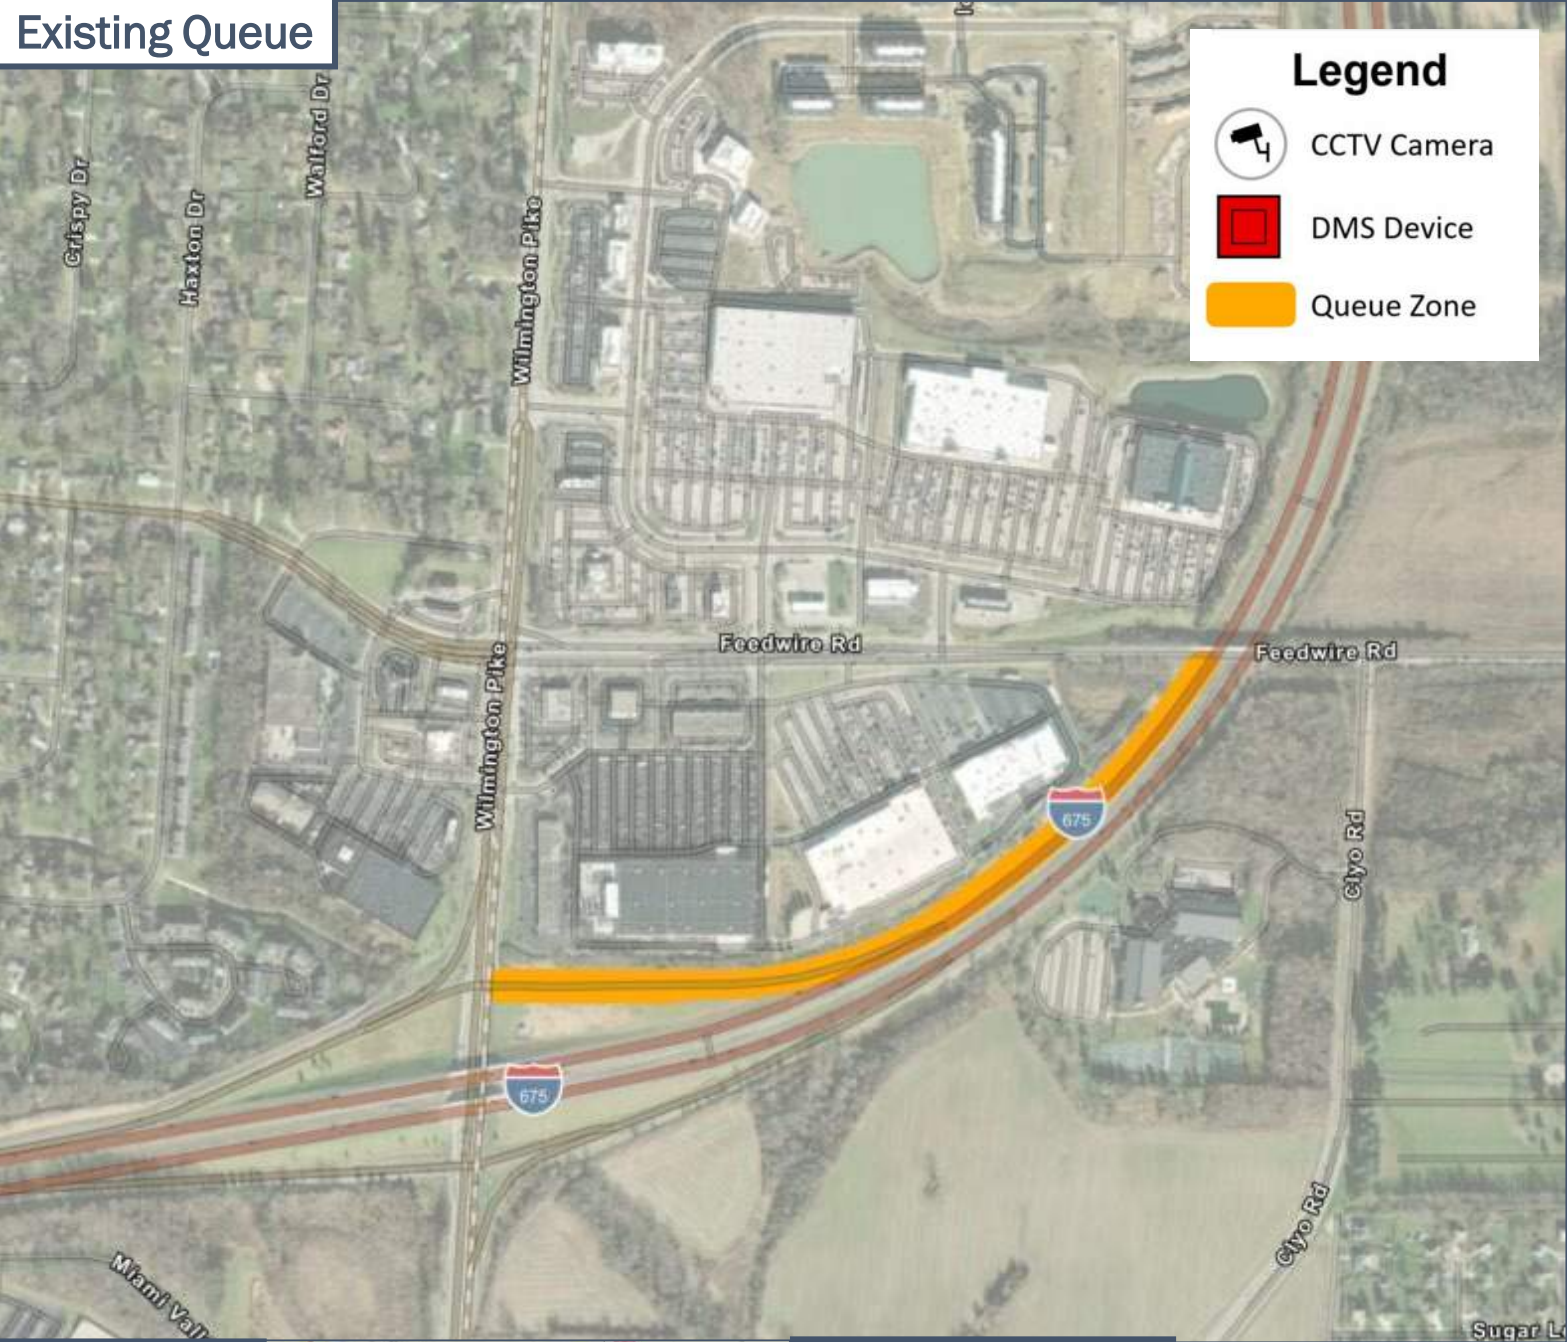 Existing Queue
Legend
CCTV Camera
DMS Device
Queue Zone
Crispy Dr
Haxton Dr
Walford Dr
Wilmington Pike
Feedwire Rd
Feedwire Rd
Wilmington Pike
675
Clyo Rd
675
Clyo Rd
Miami Vall
Sugar L